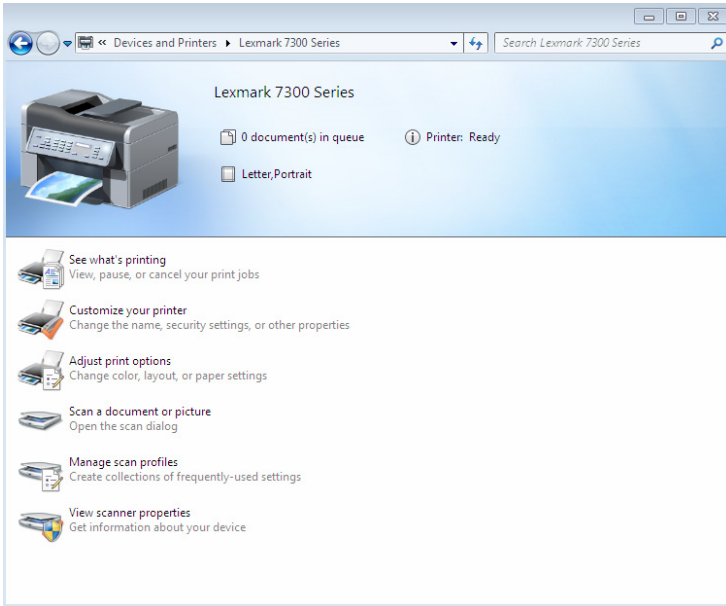 « Devices and Printers ▸ Lexmark 7300 Series
Search Lexmark 7300 Series
Lexmark 7300 Series
0 document(s) in queue
Printer: Ready
Letter,Portrait
See what's printing
View, pause, or cancel your print jobs
Customize your printer
Change the name, security settings, or other properties
Adjust print options
Change color, layout, or paper settings
Scan a document or picture
Open the scan dialog
Manage scan profiles
Create collections of frequently-used settings
View scanner properties
Get information about your device